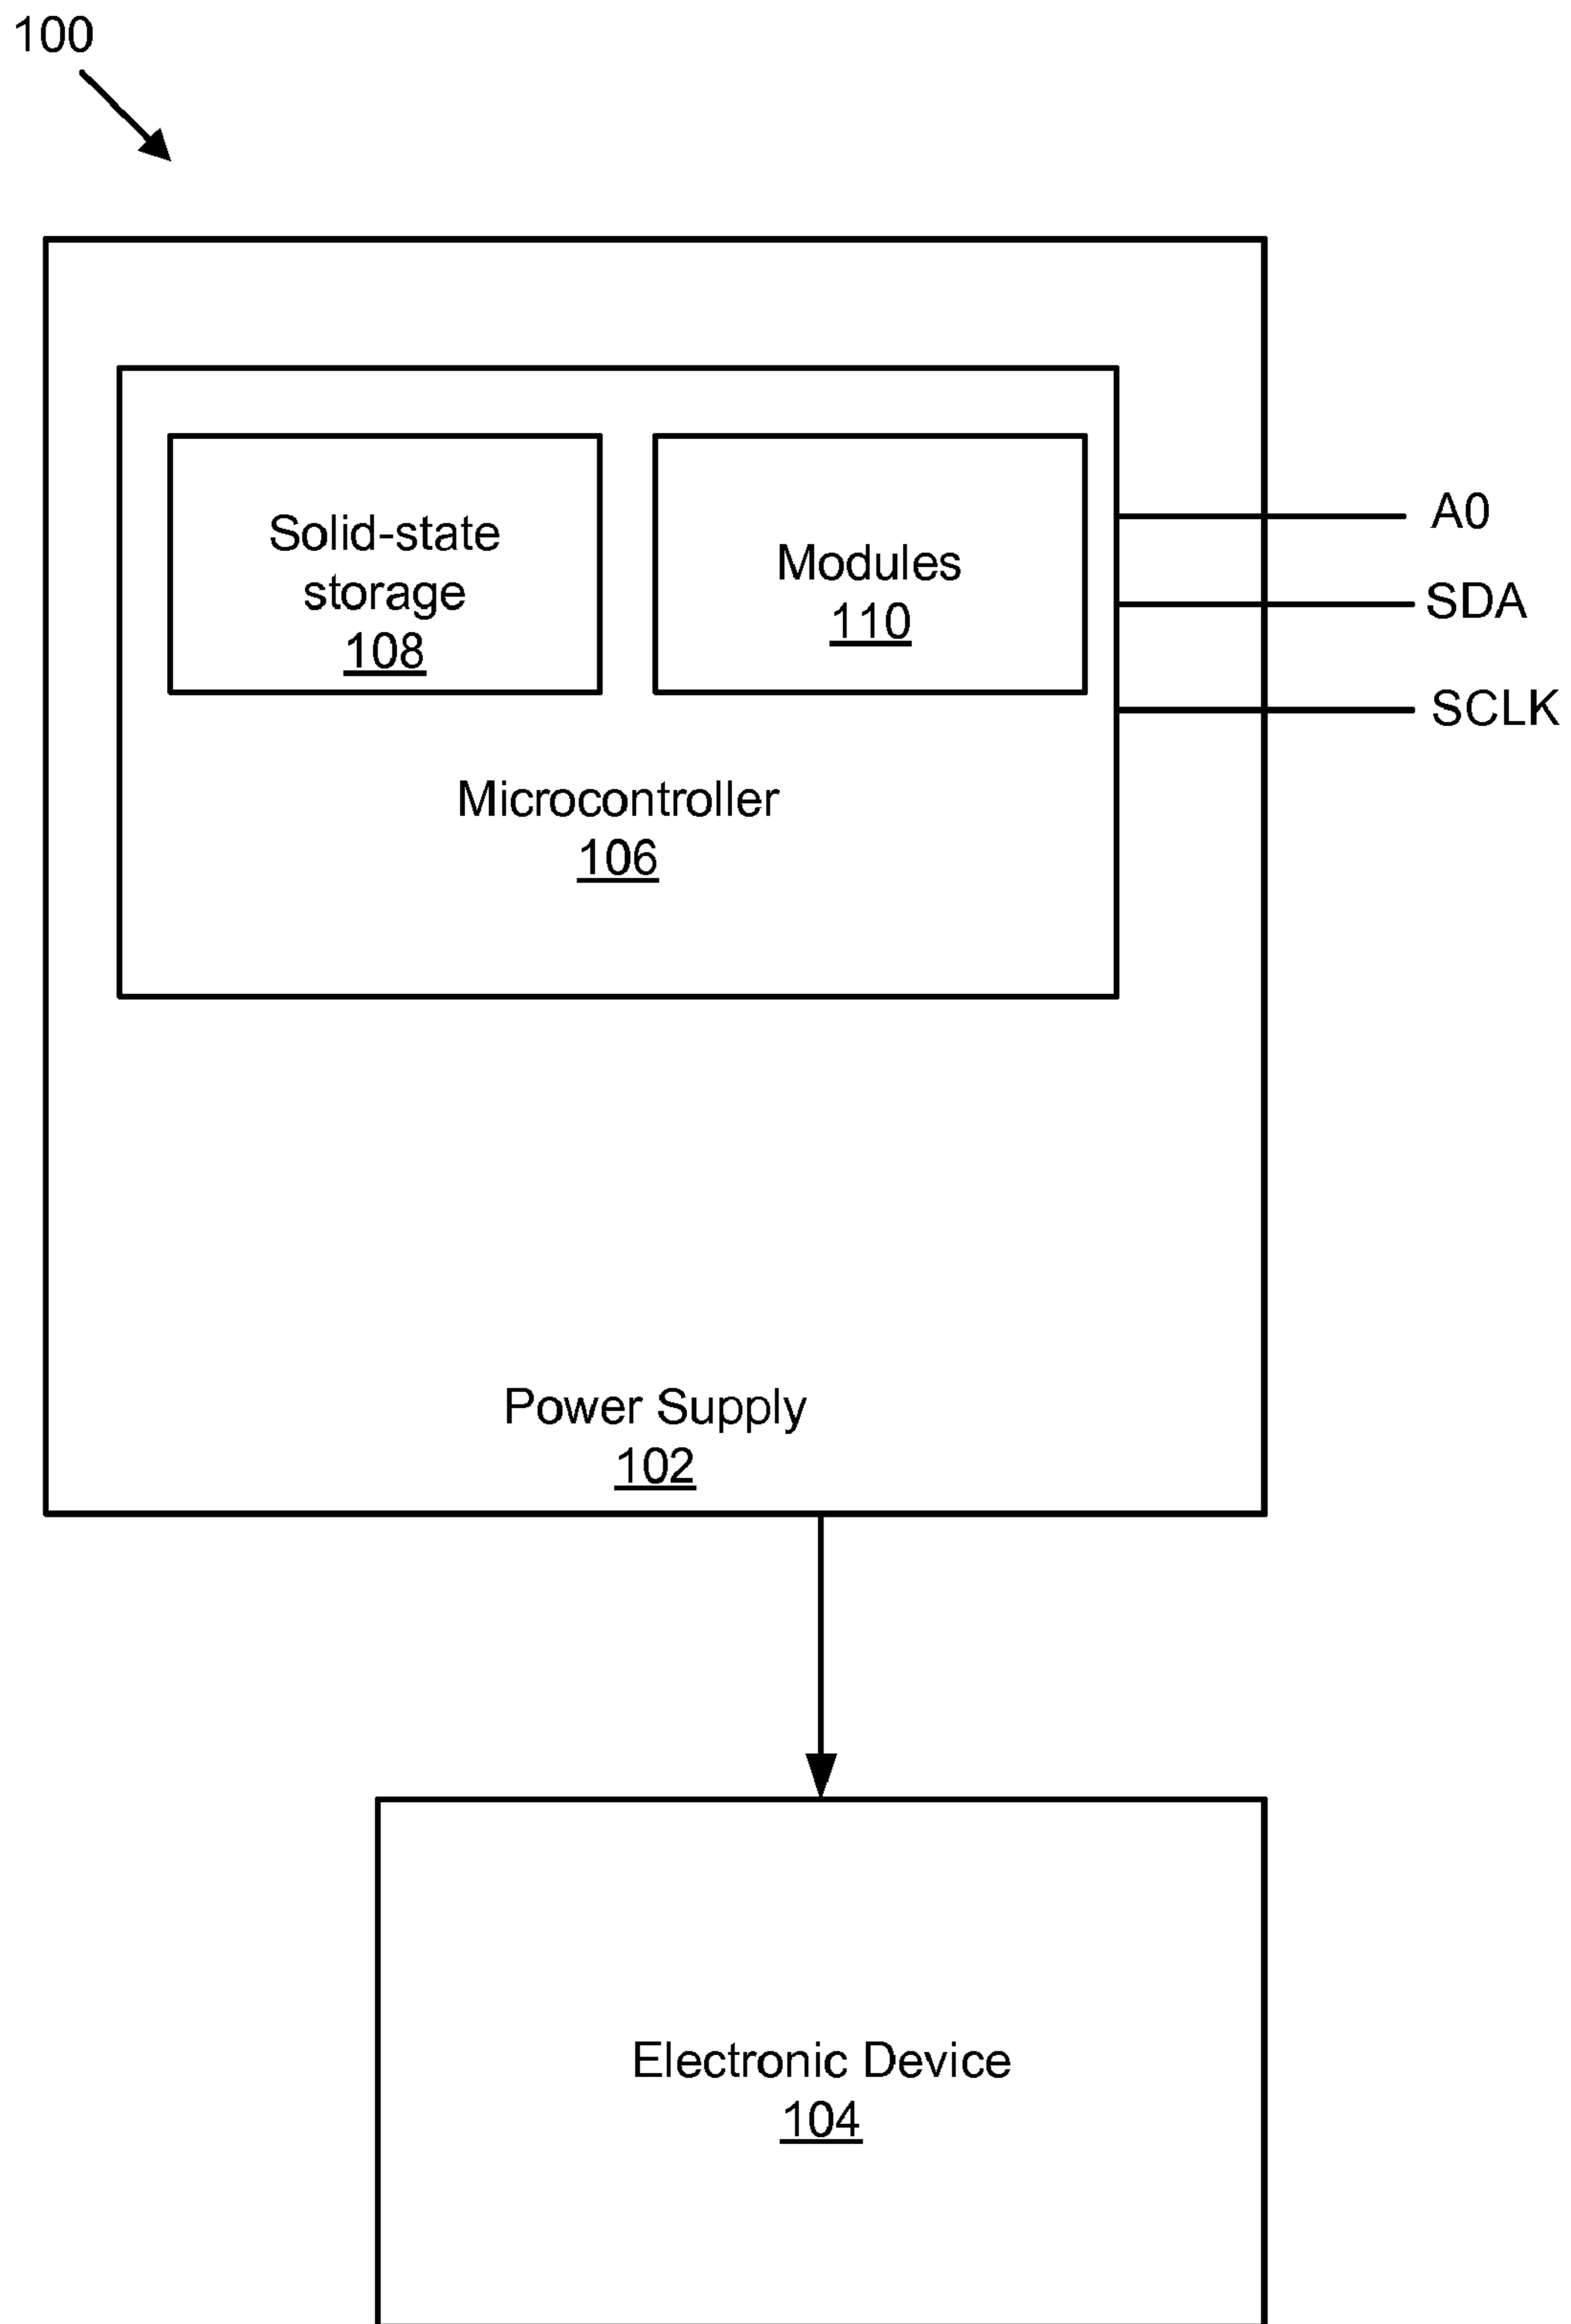 100
Solid-state
storage
108
Modules
110
A0
SDA
SCLK
Microcontroller
106
Power Supply
102
Electronic Device
104